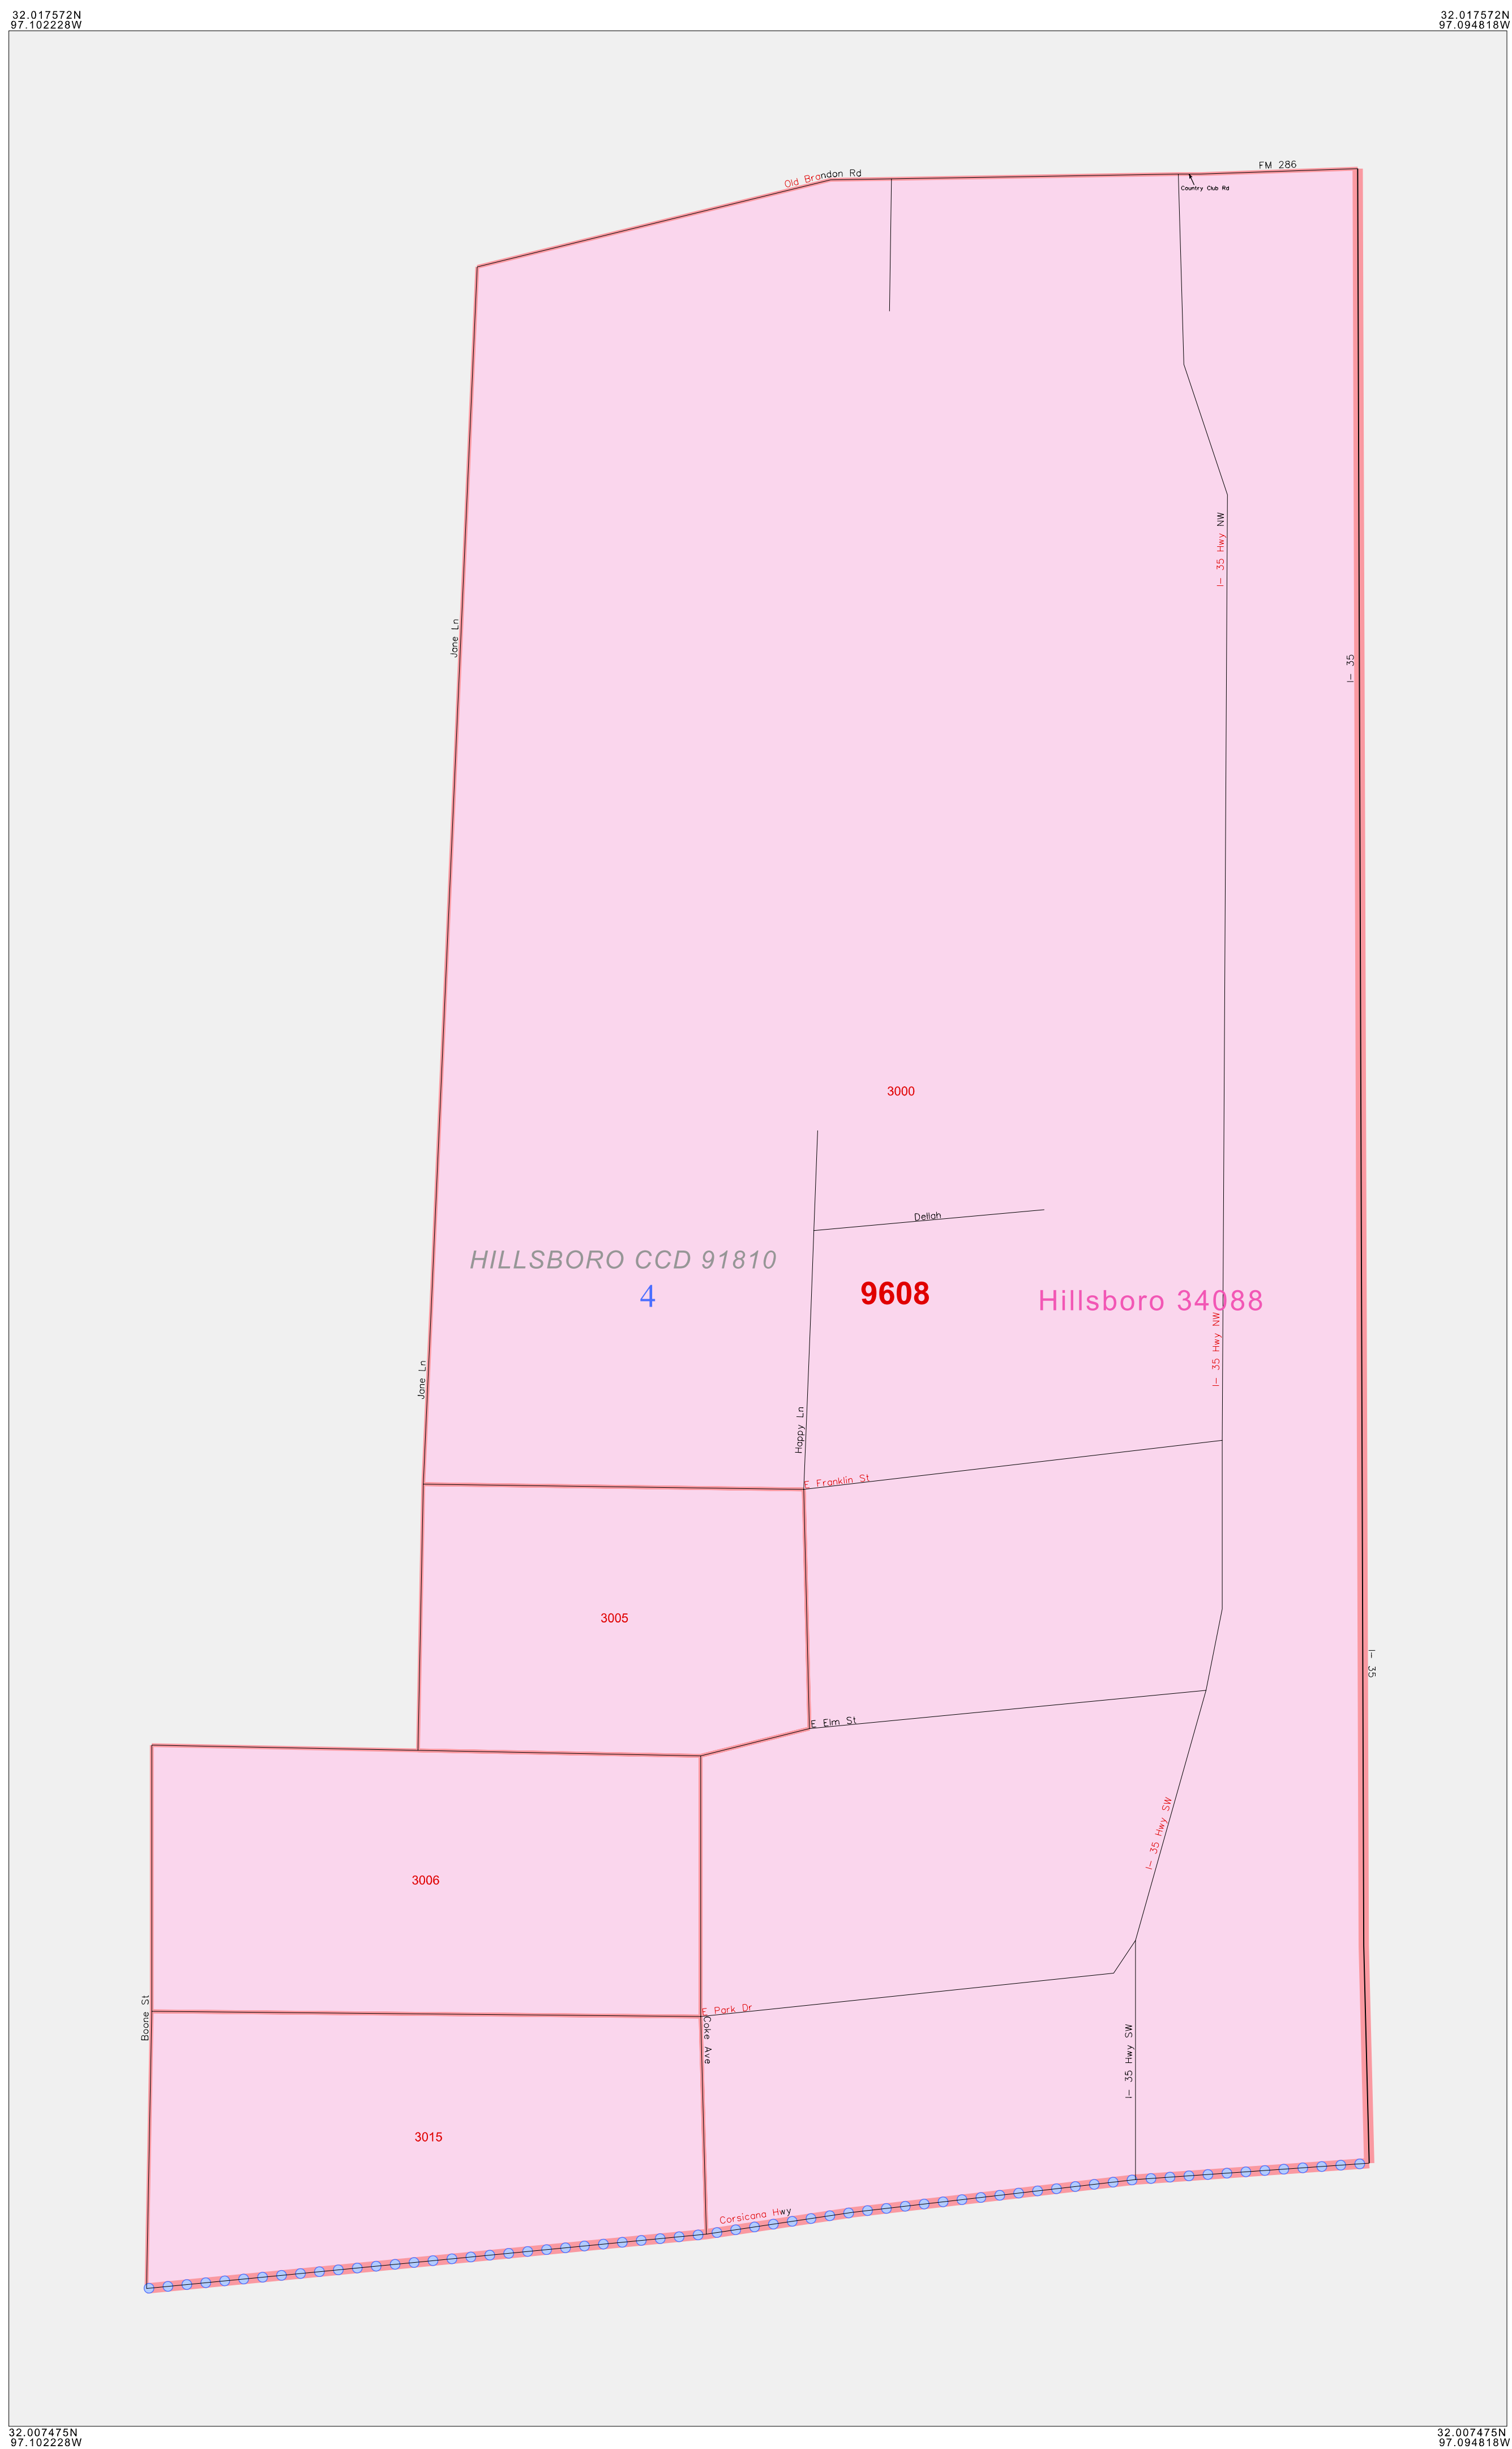 32.017572N
97.102228W
32.017572N
97.094818W
FM 286
Old Brandon Rd
Country Club Rd
I- 35 Hwy NW
Jane Ln
I- 35
3000
Dellah
HILLSBORO CCD 91810
4
9608
Hillsboro 34088
I- 35 Hwy NW
Jane Ln
Happy Ln
E Franklin St
3005
I- 35
E Elm St
I- 35 Hwy SW
3006
E Park Dr
Boone St
Coke Ave
I- 35 Hwy SW
3015
Corsicana Hwy
32.007475N
97.102228W
32.007475N
97.094818W